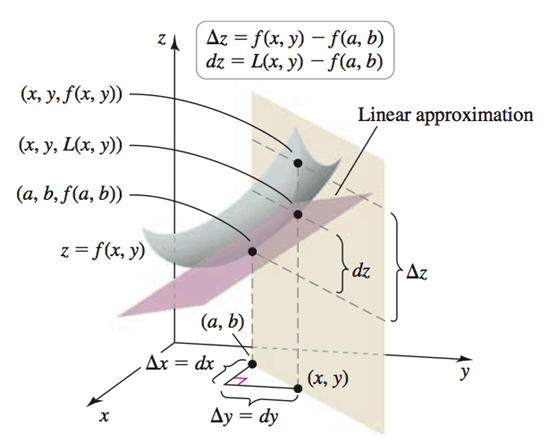 z
Δz = f(x, y) − f(a, b)
dz = L(x, y) − f(a, b)
(x, y, f(x, y))
Linear approximation
(x, y, L(x, y))
(a, b, f(a, b))
z = f(x, y)
dz
Δz
(a, b)
Δx = dx
(x, y)
y
x
Δy = dy